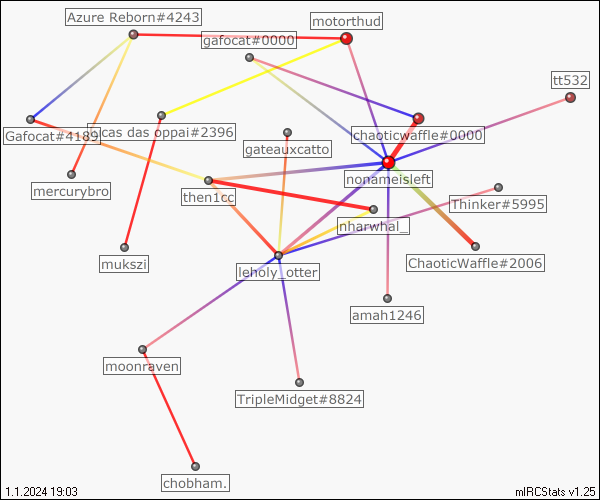 Azure Reborn#4243
motorthud
gafocat#0000
tt532
Gafocat#4189
cas das oppai#2396
chaoticwaffle#0000
gateauxcatto
nonameisleft
mercurybro
then1cc
Thinker#5995
nharwhal_
mukszi
leholy_otter
ChaoticWaffle#2006
amah1246
moonraven
TripleMidget#8824
chobham.
1.1.2024 19:03
mIRCStats v1.25